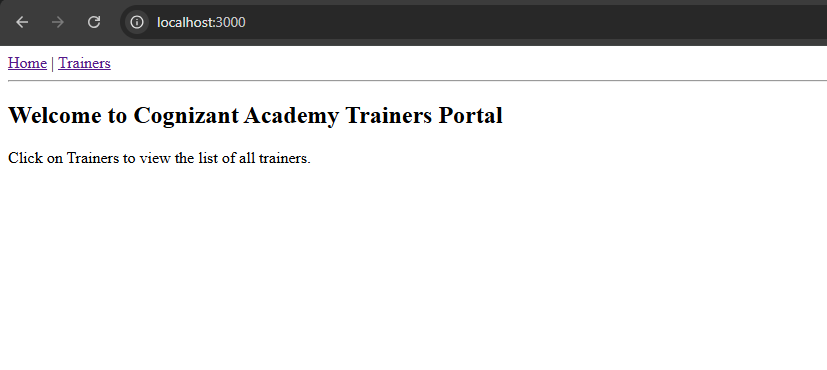 localhost:3000
Home | Trainers
Welcome to Cognizant Academy Trainers Portal
Click on Trainers to view the list of all trainers.